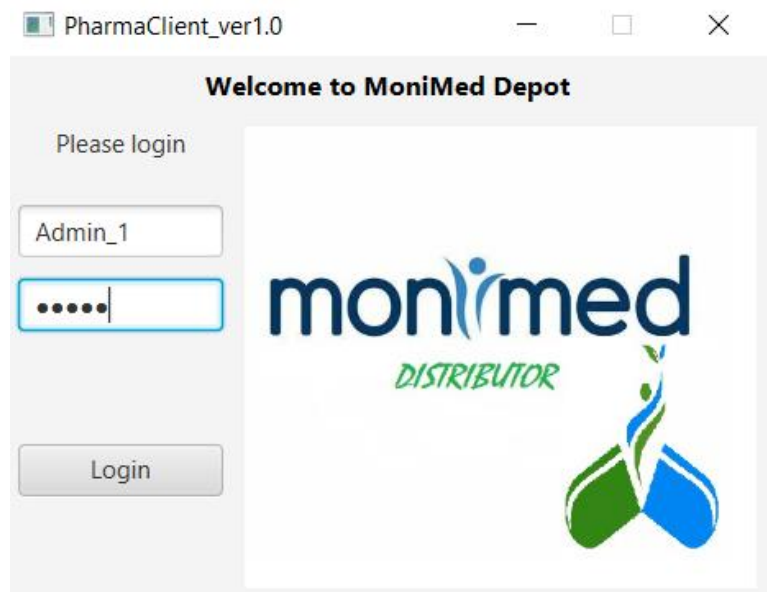 PharmaClient_ver1.0
Welcome to MoniMed Depot
Please login
Admin_1
•••••
Login
monimed
DISTRIBUTOR